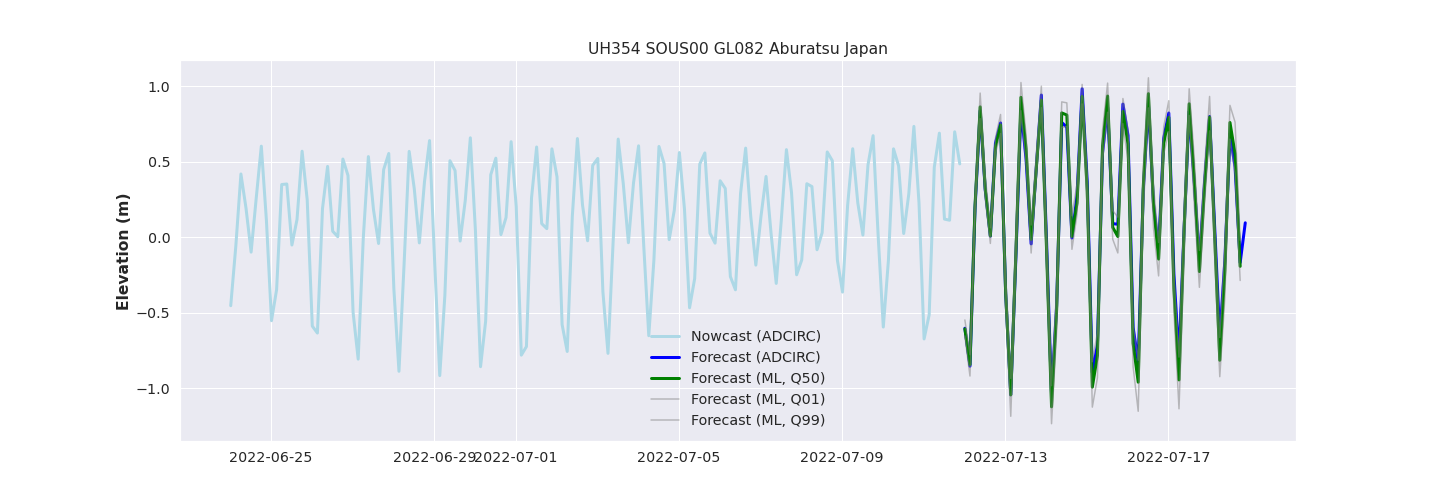 UH354 SOUS00 GL082 Aburatsu Japan
Elevation (m)
1.0
0.5
0.0
−0.5
−1.0
Nowcast (ADCIRC)
Forecast (ADCIRC)
Forecast (ML, Q50)
Forecast (ML, Q01)
Forecast (ML, Q99)
2022-06-25 2022-06-29 2022-07-01 2022-07-05 2022-07-09 2022-07-13 2022-07-17